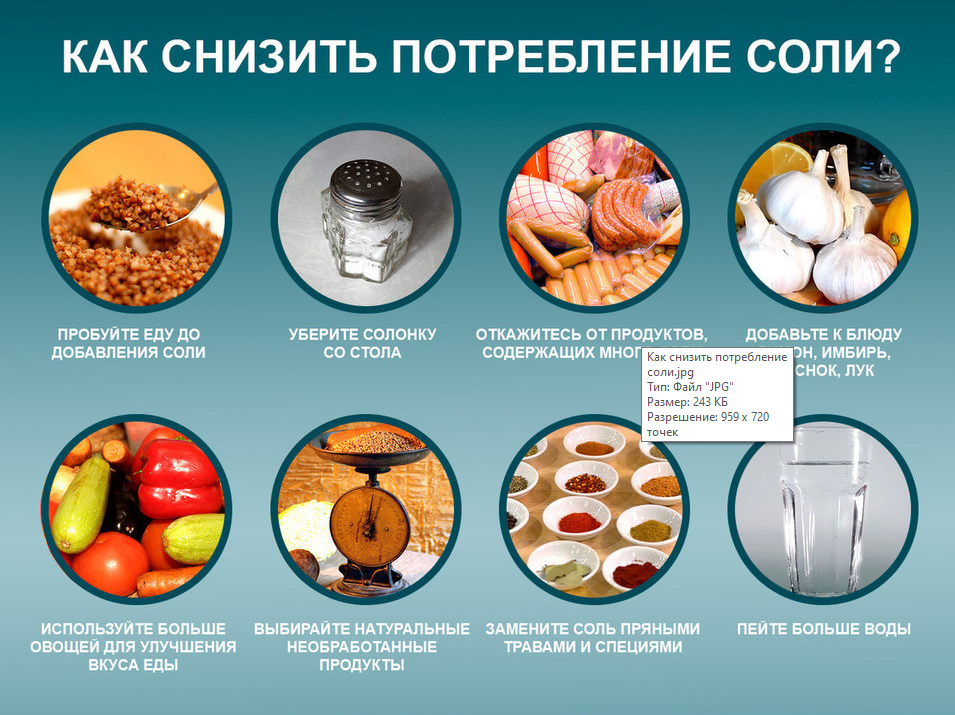 КАК СНИЗИТЬ ПОТРЕБЛЕНИЕ СОЛИ?
ПРОБУЙТЕ ЕДУ ДО
ДОБАВЛЕНИЯ СОЛИ
УБЕРИТЕ СОЛОНКУ
СО СТОЛА
ОТКАЖИТЕСЬ ОТ ПРОДУКТОВ,
СОДЕРЖАЩИХ
ДОБАВЬТЕ К БЛЮДУ
ИМБИРЬ,
ЛУК
Как снизить потребление
соли.jpg
Тип: Файл "JPG"
Размер: 243 КБ
Разрешение: 959 x 720
точек
ИСПОЛЬЗУЙТЕ БОЛЬШЕ
ОВОЩЕЙ ДЛЯ УЛУЧШЕНИЯ
ВКУСА ЕДЫ
ВЫБИРАЙТЕ НАТУРАЛЬНЫЕ
НЕОБРАБОТАННЫЕ
ПРОДУКТЫ
ЗАМЕНИТЕ СОЛЬ ПРЯНЫМИ
ТРАВАМИ И СПЕЦИЯМИ
ПЕЙТЕ БОЛЬШЕ ВОДЫ